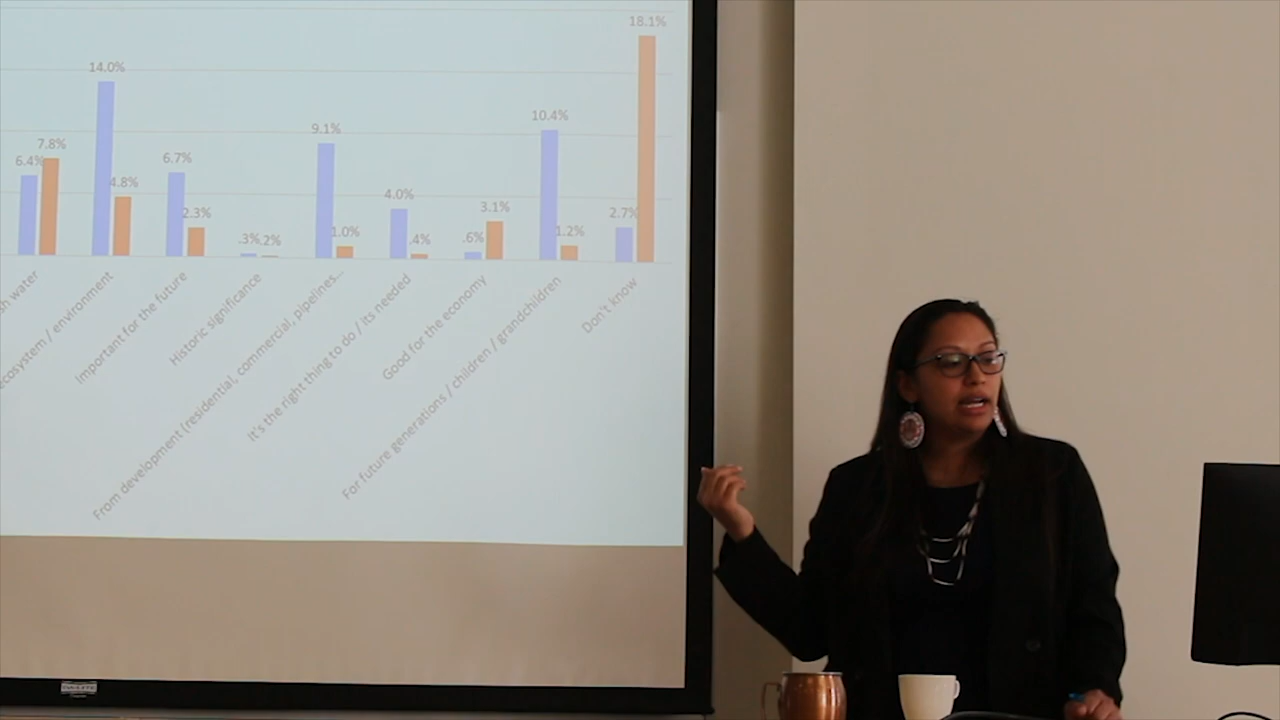 18.1%
14.0%
10.4%
9.1%
7.8%
6.4%
6.7%
4.8%
4.0%
3.1%
2.3%
2.7%
.3%
.2%
1.0%
.4%
.6%
1.2%
sh water
ecosystem / environment
Important for the future
Historic significance
From development (residential, commercial, pipelines...
It's the right thing to do / its needed
Good for the economy
For future generations / children / grandchildren
Don't know